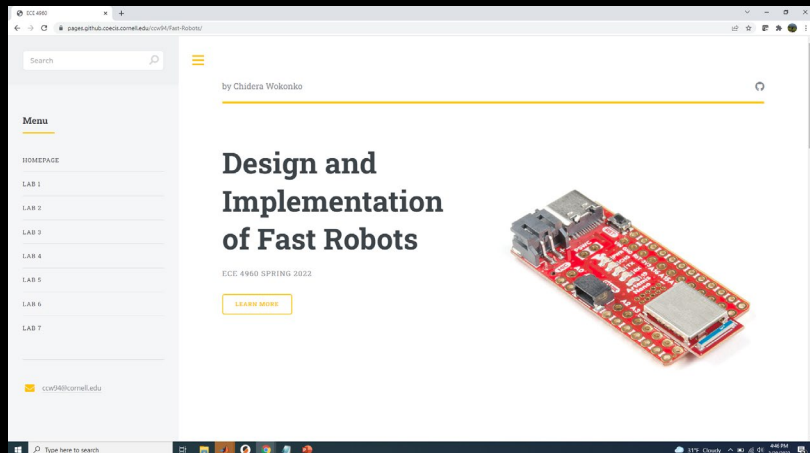 ECE 4960
pages.github.coecis.cornell.edu/ccw94/Fast-Robots/
Search
by Chidera Wokonko
Menu
HOMEPAGE
LAB 1
LAB 2
LAB 3
LAB 4
LAB 5
LAB 6
LAB 7
ccw94@cornell.edu
Design and
Implementation
of Fast Robots
ECE 4960 SPRING 2022
LEARN MORE
Type here to search
31°F Cloudy
4:46 PM